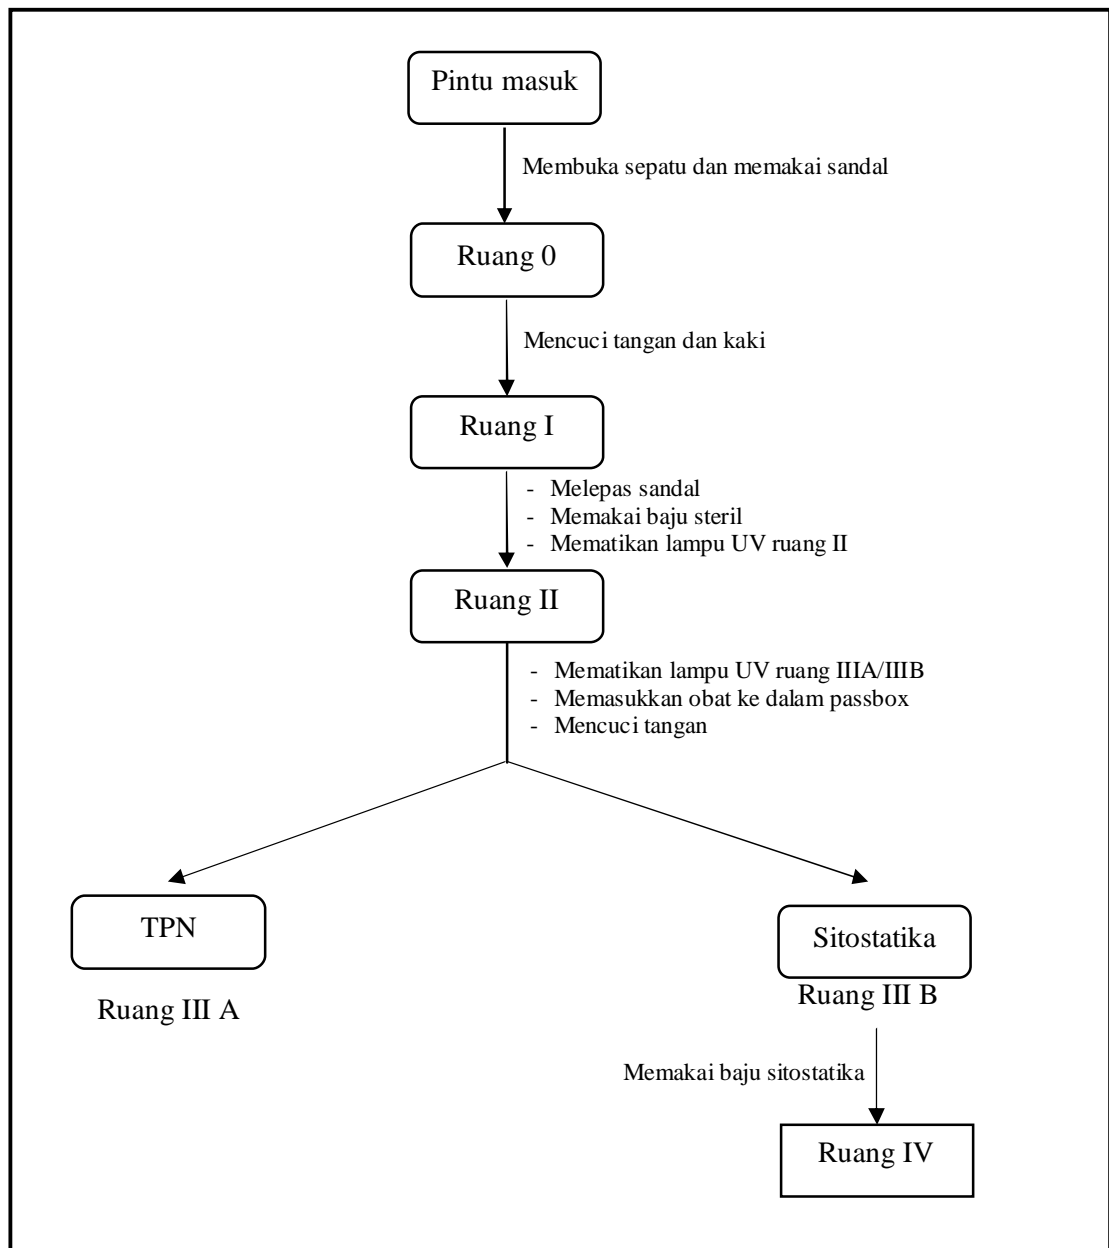 Pintu masuk
Membuka sepatu dan memakai sandal
Ruang 0
Mencuci tangan dan kaki
Ruang I
- Melepas sandal
- Memakai baju steril
- Mematikan lampu UV ruang II
Ruang II
- Mematikan lampu UV ruang IIIA/IIIB
- Memasukkan obat ke dalam passbox
- Mencuci tangan
TPN
Ruang III A
Sitostatika
Ruang III B
Memakai baju sitostatika
Ruang IV